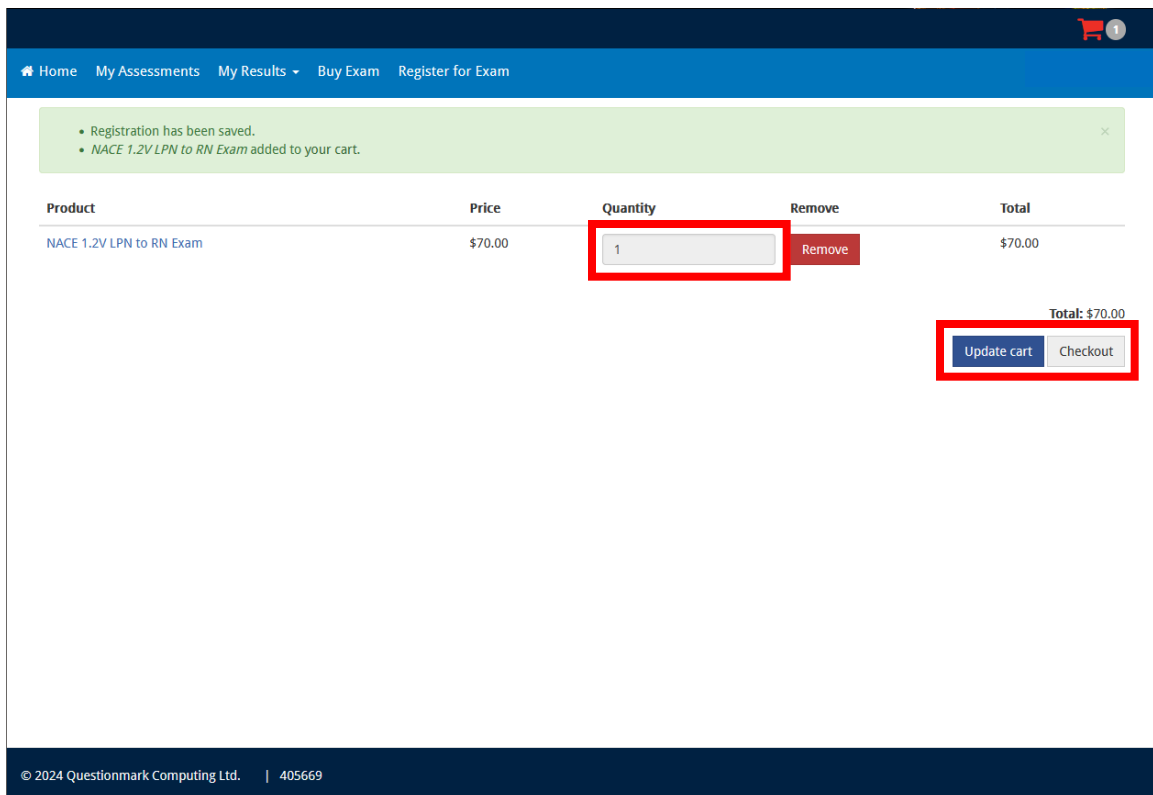 1
Home My Assessments My Results Buy Exam Register for Exam
Registration has been saved.
NACE 1.2V LPN to RN Exam added to your cart.
×
Product Price Quantity Remove Total
NACE 1.2V LPN to RN Exam $70.00 1 Remove $70.00
Total: $70.00
Update cart Checkout
© 2024 Questionmark Computing Ltd. | 405669